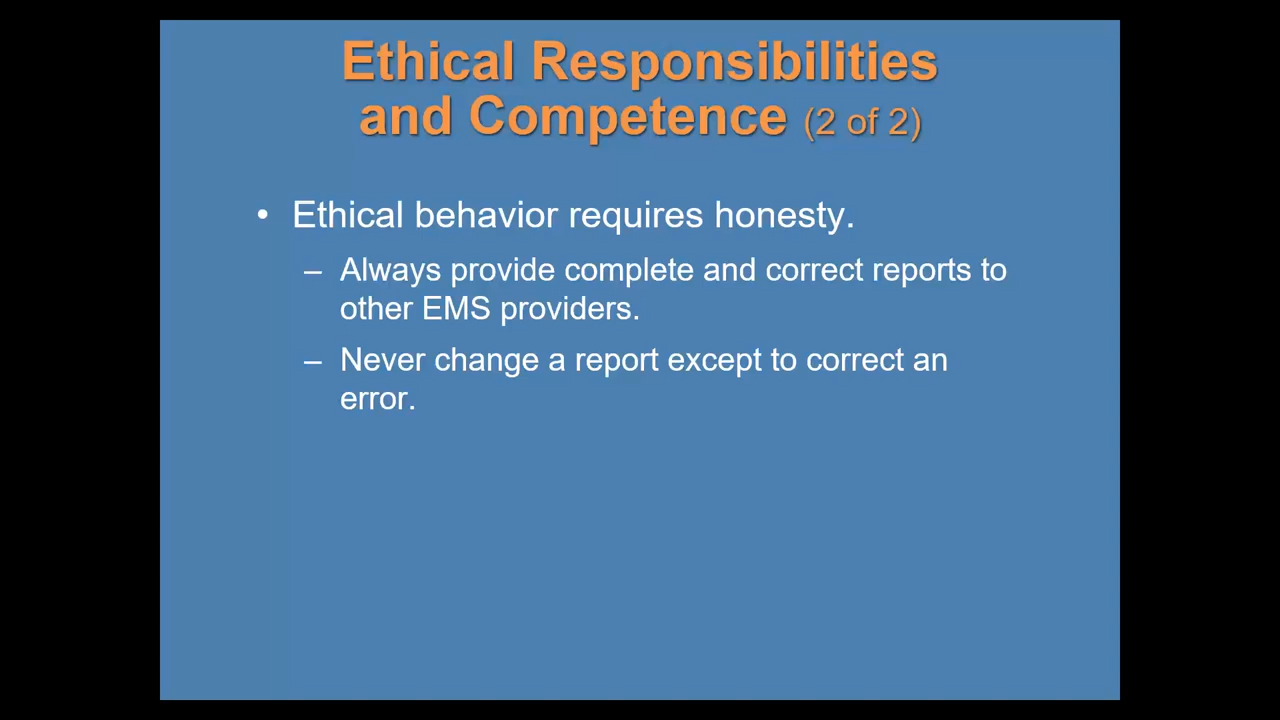 Ethical Responsibilities
and Competence (2 of 2)
• Ethical behavior requires honesty.
– Always provide complete and correct reports to
other EMS providers.
– Never change a report except to correct an
error.